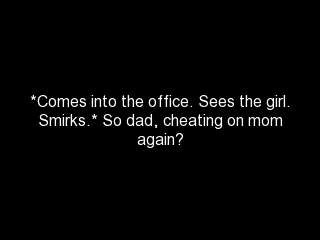 *Comes into the office. Sees the girl.
Smirks.* So dad, cheating on mom
again?